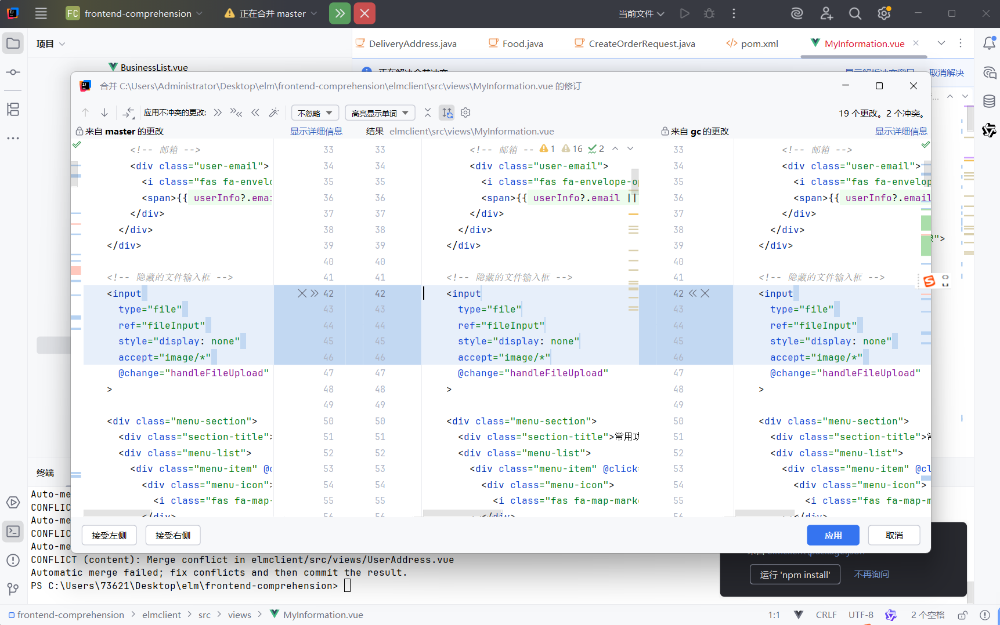 FC frontend-comprehension 正在合并 master 当前文件
项目
DeliveryAddress.java Food.java CreateOrderRequest.java pom.xml MyInformation.vue
BusinessList.vue
取消解决
合并 C:\Users\Administrator\Desktop\elm\frontend-comprehension\elmclient\src\views\MyInformation.vue 的修订
应用不冲突的更改: 不忽略 高亮显示单词 19 个更改。2 个冲突。
来自 master 的更改 显示详细信息 结果 elmclient\src\views\MyInformation.vue 来自 gc 的更改 显示详细信息
<!-- 邮箱 --> 33 33 <!-- 邮箱 -- 1 16 2 33 <!-- 邮箱 -->
<div class="user-email"> 34 34 <div class="user-email"> 34 <div class="user-email">
<i class="fas fa-envelo 35 35 <i class="fas fa-envelope-o 35 <i class="fas fa-envelop
<span>{{ userInfo?.emai 36 36 <span>{{ userInfo?.email || 36 <span>{{ userInfo?.email
</div> 37 37 </div> 37 </div>
</div> 38 38 </div> 38 </div>
</div> 39 39 </div> 39 </div>
40 40 40
<!-- 隐藏的文件输入框 --> 41 41 <!-- 隐藏的文件输入框 --> 41 <!-- 隐藏的文件输入框 -->
<input 42 42 <input 42 <input
type="file" 43 43 type="file" 43 type="file"
ref="fileInput" 44 44 ref="fileInput" 44 ref="fileInput"
style="display: none" 45 45 style="display: none" 45 style="display: none"
accept="image/*" 46 46 accept="image/*" 46 accept="image/*"
@change="handleFileUpload" 47 47 @change="handleFileUpload" 47 @change="handleFileUpload"
> 48 48 > 48 >
49 49 49
<div class="menu-section"> 50 50 <div class="menu-section"> 50 <div class="menu-section">
<div class="section-title"> 51 51 <div class="section-title">常用功 51 <div class="section-title">
<div class="menu-list"> 52 52 <div class="menu-list"> 52 <div class="menu-list">
<div class="menu-item" @c 53 53 <div class="menu-item" @click 53 <div class="menu-item" @cl
<div class="menu-icon"> 54 54 <div class="menu-icon"> 54 <div class="menu-icon">
<i class="fas fa-map- 55 55 <i class="fas fa-map-mark 55 <i class="fas fa-map-m
</div> 56 56 </div> 56 </div>
接受左侧 接受右侧 应用 取消
终端
Auto-me
CONFLIC
Auto-me
CONFLIC
Auto-me
CONFLICT (content): Merge conflict in elmclient/src/views/UserAddress.vue
Automatic merge failed; fix conflicts and then commit the result.
PS C:\Users\73621\Desktop\elm\frontend-comprehension>
运行 'npm install' 不再询问
frontend-comprehension > elmclient > src > views > MyInformation.vue 1:1 CRLF UTF-8 2 个空格